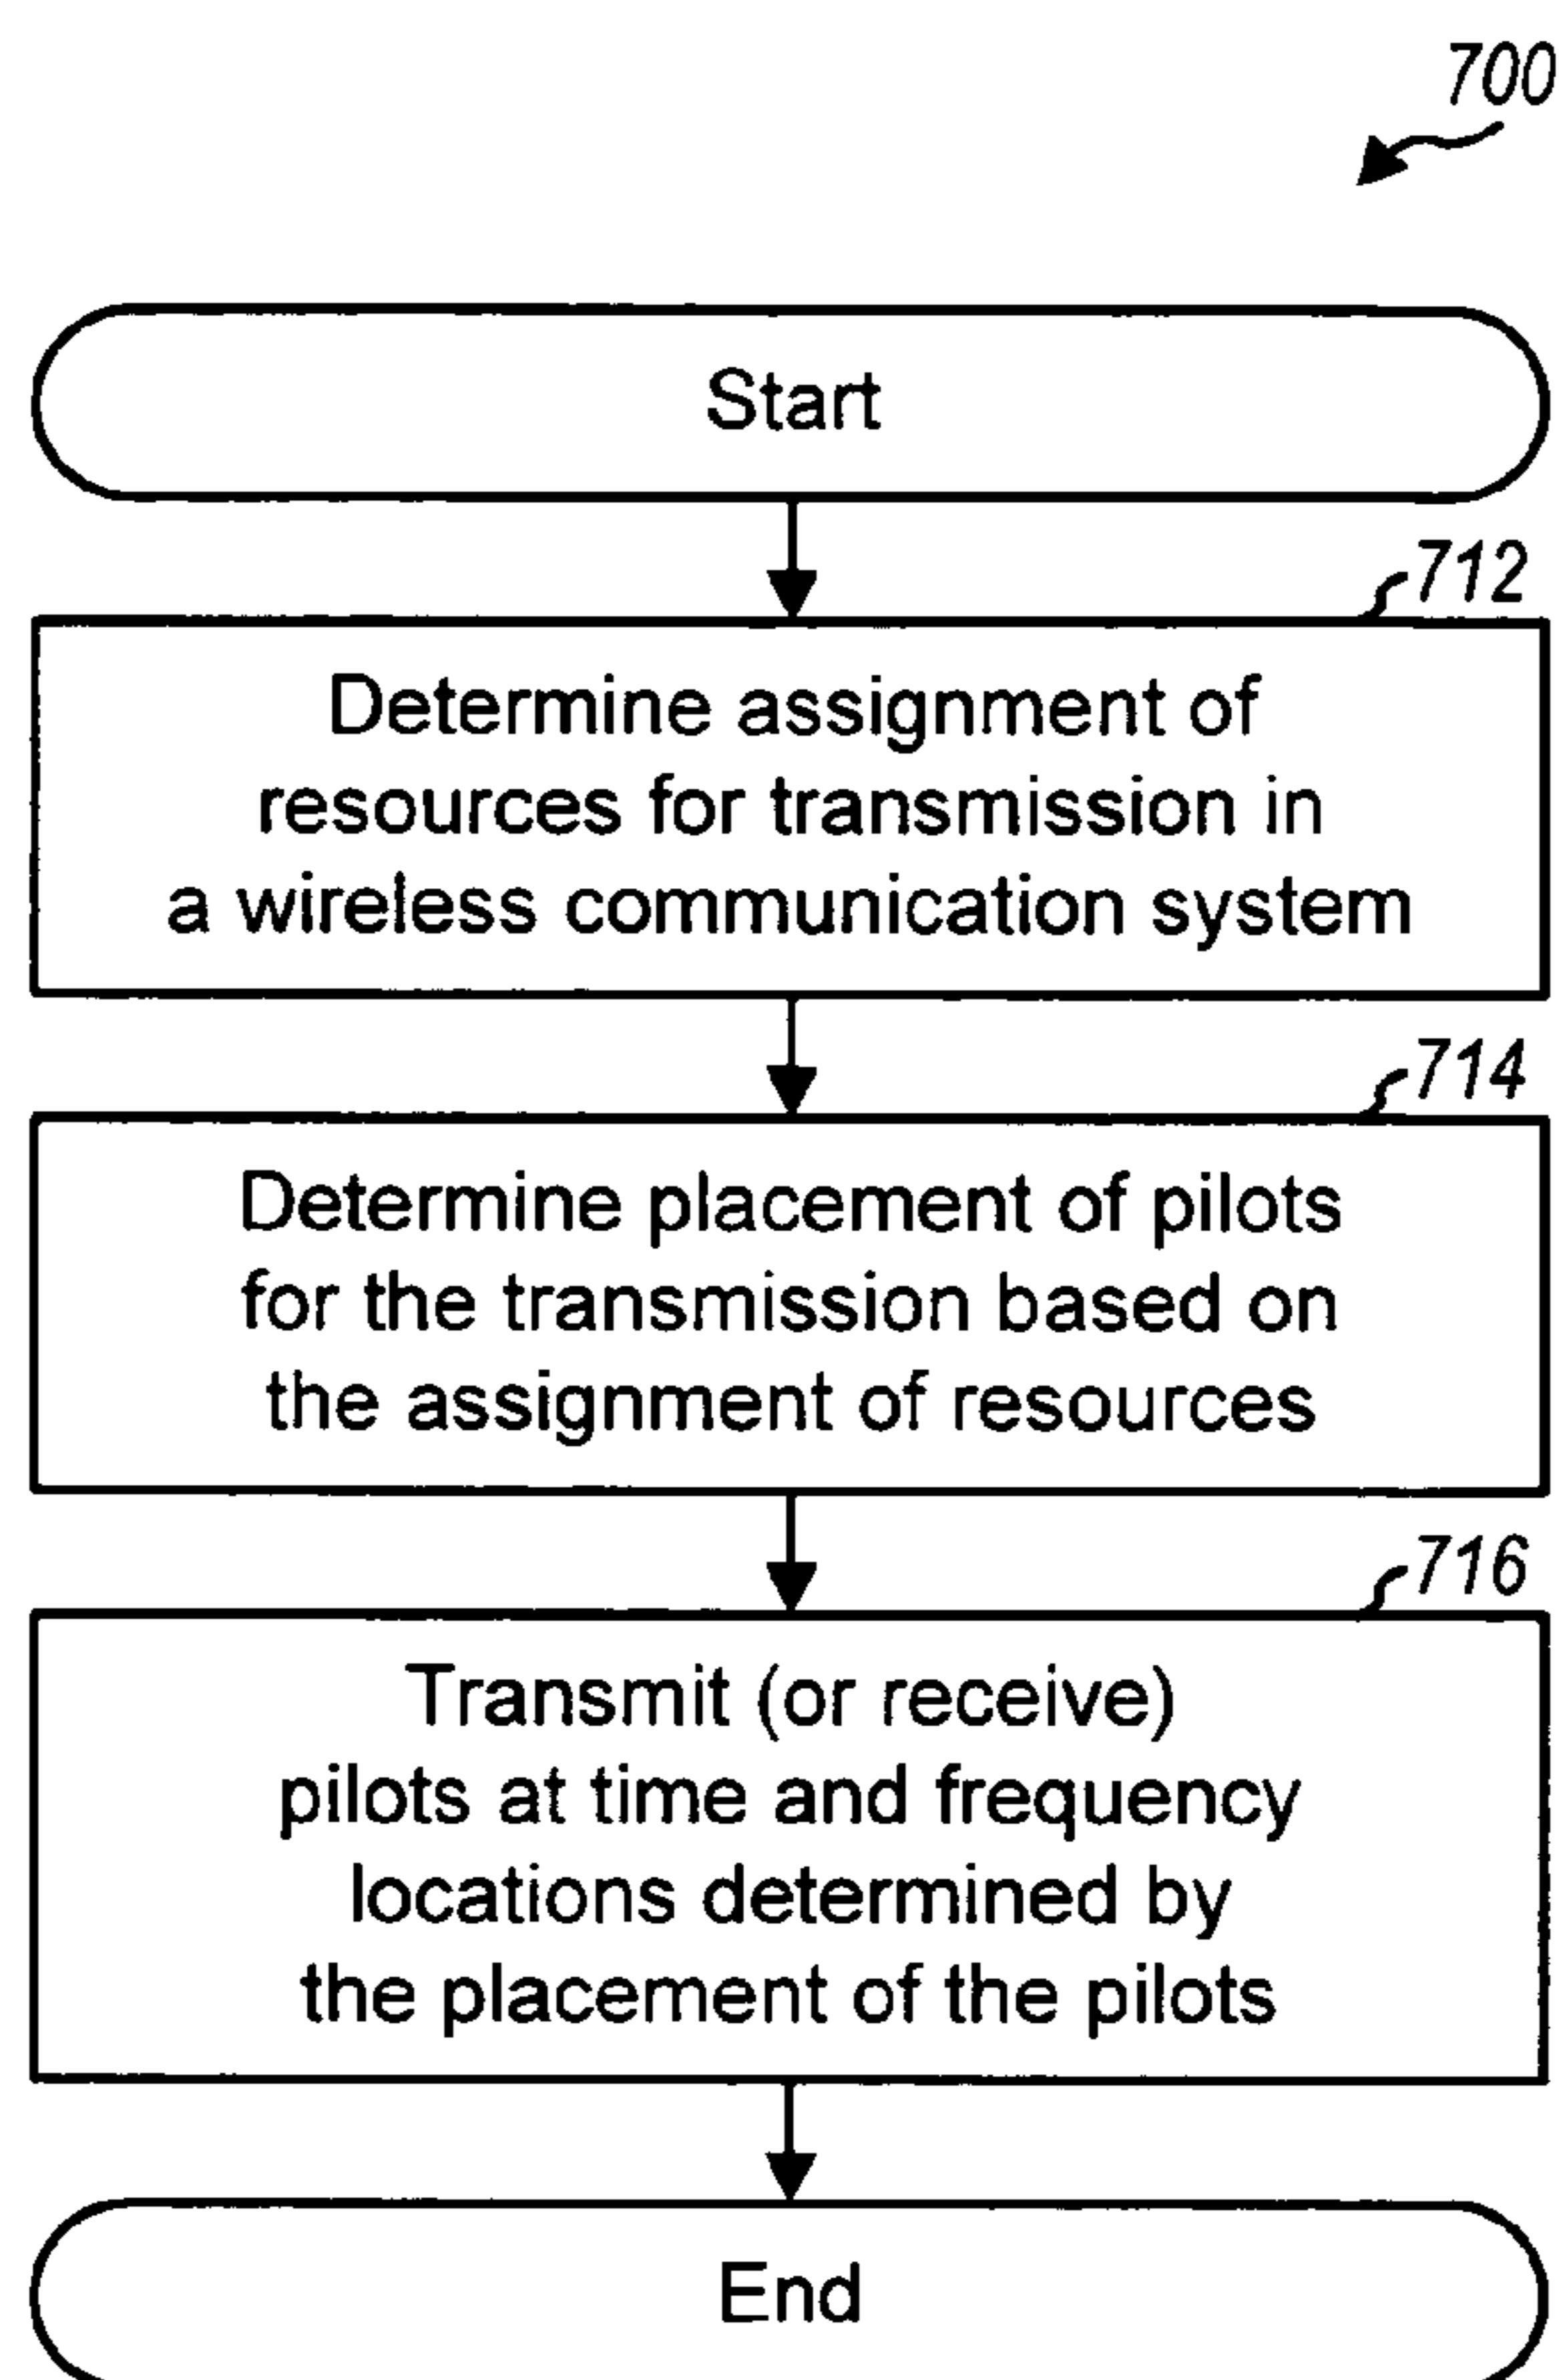 700
Start
712
Determine assignment of
resources for transmission in
a wireless communication system
714
Determine placement of pilots
for the transmission based on
the assignment of resources
716
Transmit (or receive)
pilots at time and frequency
locations determined by
the placement of the pilots
End